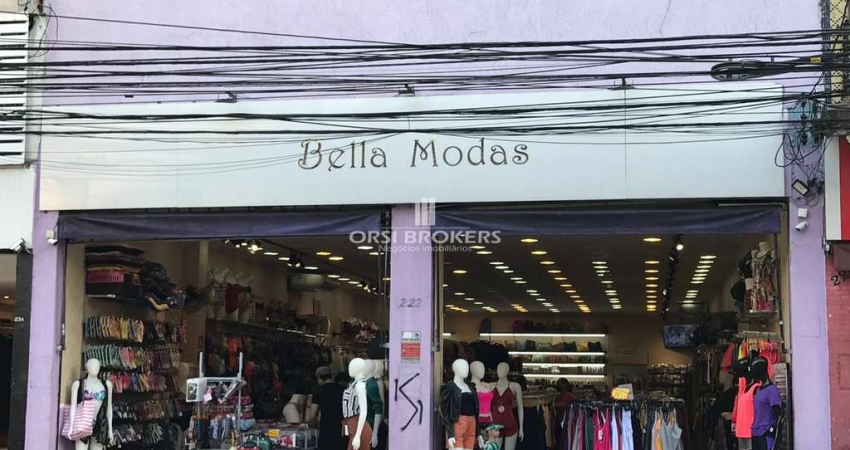 Bella Modas
ORSI BROKERS
Negócios imobiliários
222